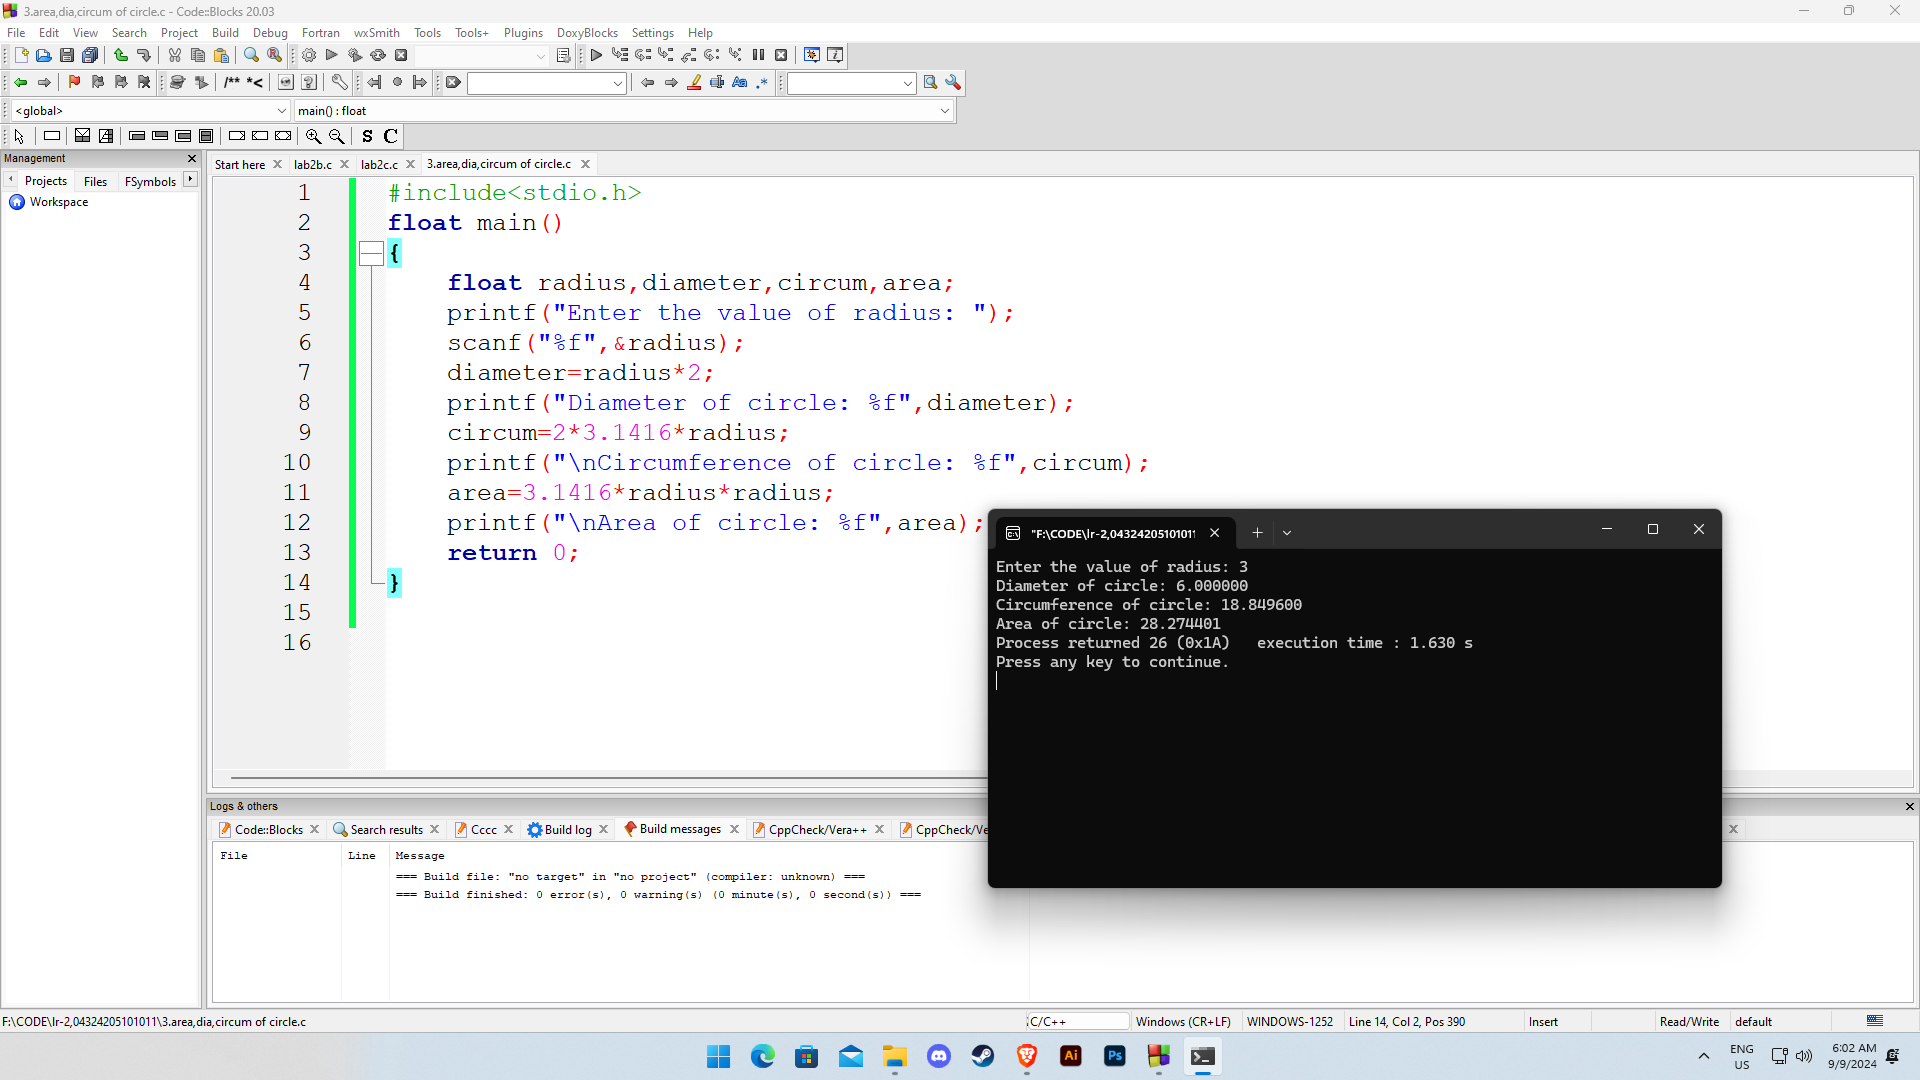 3.area,dia,circum of circle.c - Code::Blocks 20.03
File Edit View Search Project Build Debug Fortran wxSmith Tools Tools+ Plugins DoxyBlocks Settings Help
/** *<
<global> main() : float
S C
Management
Start here lab2b.c lab2c.c 3.area,dia,circum of circle.c
Projects Files FSymbols
Workspace
1 #include<stdio.h>
2 float main()
3 {
4 float radius,diameter,circum,area;
5 printf("Enter the value of radius: ");
6 scanf("%f",&radius);
7 diameter=radius*2;
8 printf("Diameter of circle: %f",diameter);
9 circum=2*3.1416*radius;
10 printf("\nCircumference of circle: %f",circum);
11 area=3.1416*radius*radius;
12 printf("\nArea of circle: %f",area);
13 return 0;
14 }
15
16
"F:\CODE\lr-2,04324205101011
Enter the value of radius: 3
Diameter of circle: 6.000000
Circumference of circle: 18.849600
Area of circle: 28.274401
Process returned 26 (0x1A)   execution time : 1.630 s
Press any key to continue.
Logs & others
Code::Blocks Search results Cccc Build log Build messages CppCheck/Vera++ CppCheck/Ve
File Line Message
=== Build file: "no target" in "no project" (compiler: unknown) ===
=== Build finished: 0 error(s), 0 warning(s) (0 minute(s), 0 second(s)) ===
F:\CODE\lr-2,04324205101011\3.area,dia,circum of circle.c C/C++ Windows (CR+LF) WINDOWS-1252 Line 14, Col 2, Pos 390 Insert Read/Write default
Ai Ps
ENG
US
6:02 AM
9/9/2024